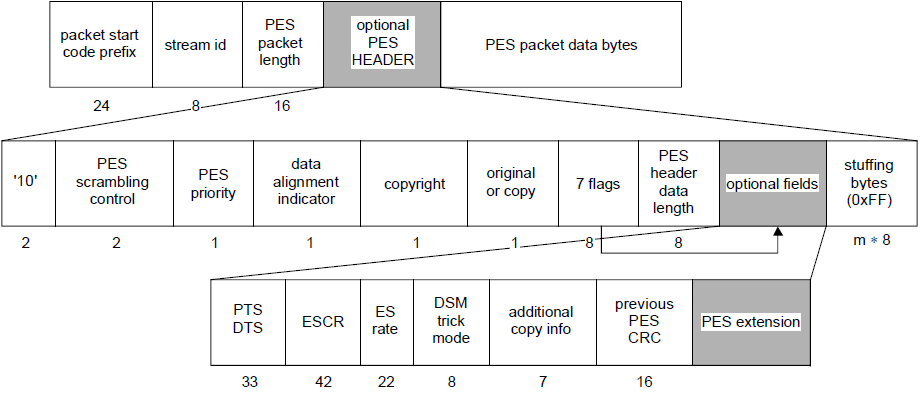 packet start
code prefix
stream id
PES
packet
length
optional
PES
HEADER
PES packet data bytes
24
8
16
'10'
PES
scrambling
control
PES
priority
data
alignment
indicator
copyright
original
or copy
7 flags
PES
header
data
length
optional fields
stuffing
bytes
(0xFF)
2
2
1
1
1
1
8
8
m * 8
PTS
DTS
ESCR
ES
rate
DSM
trick
mode
additional
copy info
previous
PES
CRC
PES extension
33
42
22
8
7
16